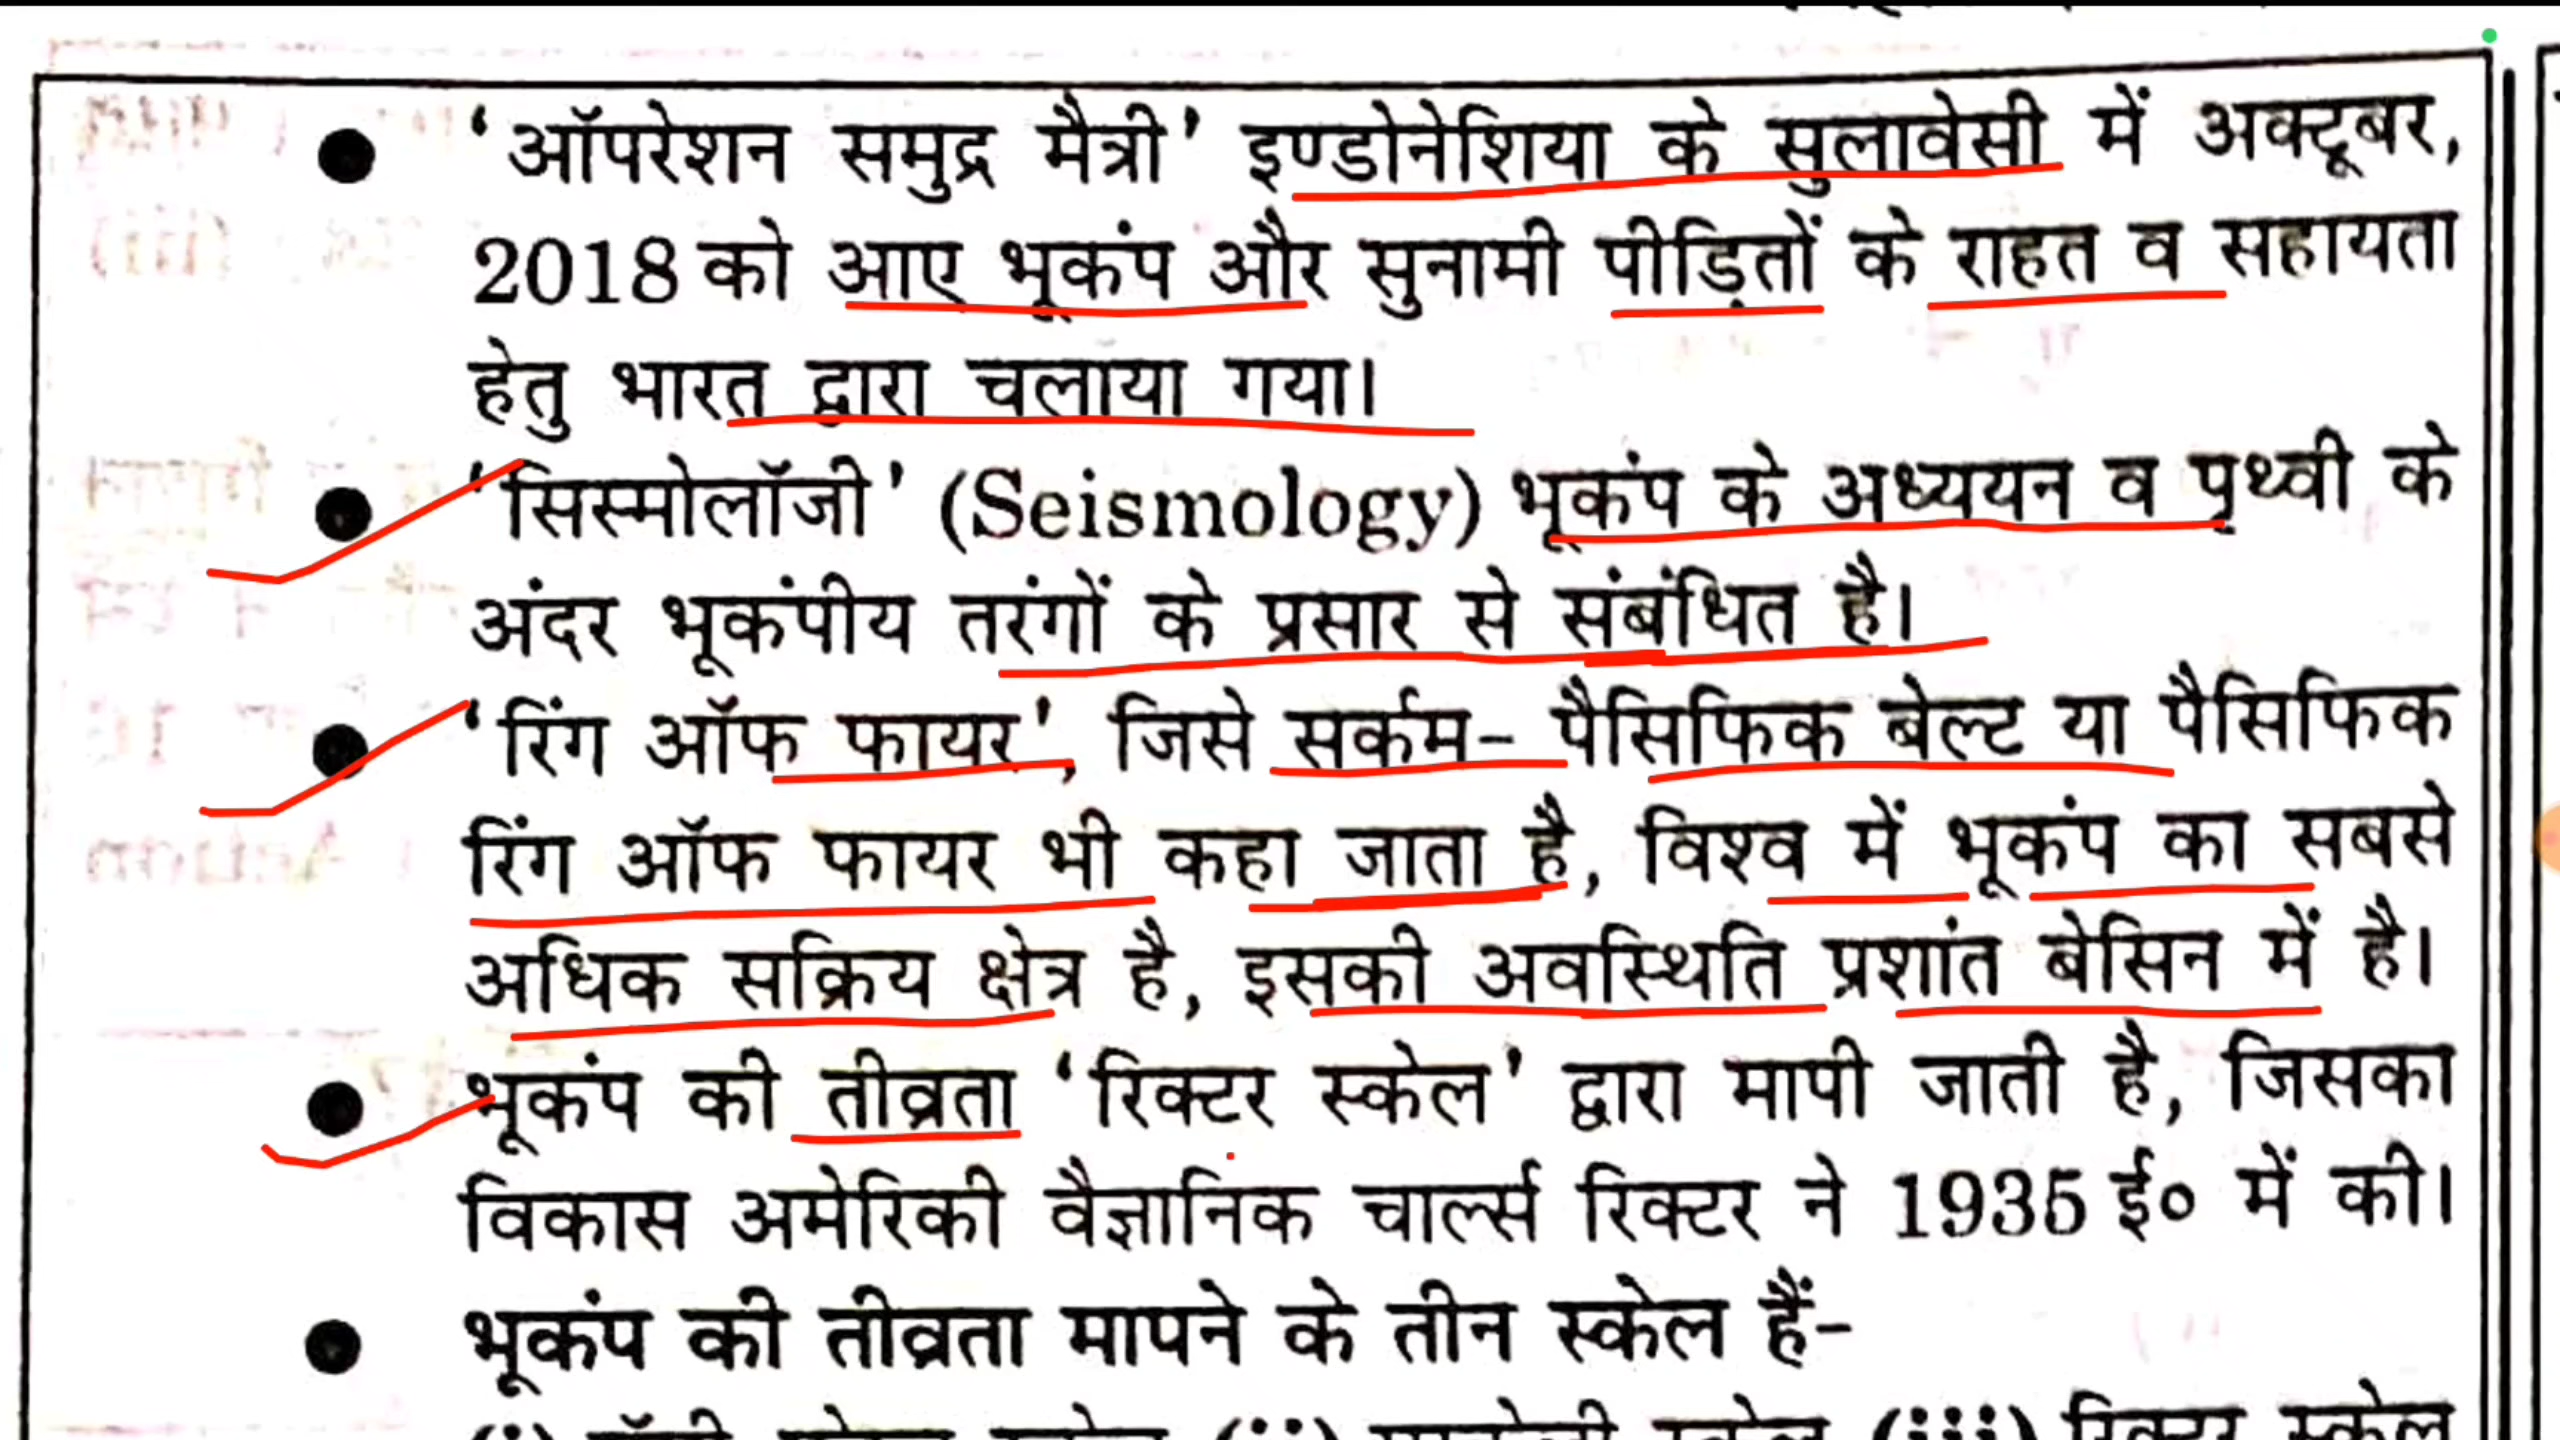 ● ‘ऑपरेशन समुद्र मैत्री’ इण्डोनेशिया के सुलावेसी में अक्टूबर,
2018 को आए भूकंप और सुनामी पीड़ितों के राहत व सहायता
हेतु भारत द्वारा चलाया गया।
● ‘सिस्मोलॉजी’ (Seismology) भूकंप के अध्ययन व पृथ्वी के
अंदर भूकंपीय तरंगों के प्रसार से संबंधित है।
● ‘रिंग ऑफ फायर’, जिसे सर्कम- पैसिफिक बेल्ट या पैसिफिक
रिंग ऑफ फायर भी कहा जाता है, विश्व में भूकंप का सबसे
अधिक सक्रिय क्षेत्र है, इसकी अवस्थिति प्रशांत बेसिन में है।
● भूकंप की तीव्रता ‘रिक्टर स्केल’ द्वारा मापी जाती है, जिसका
विकास अमेरिकी वैज्ञानिक चार्ल्स रिक्टर ने 1935 ई० में की।
● भूकंप की तीव्रता मापने के तीन स्केल हैं-
(iii) रिक्टर स्केल